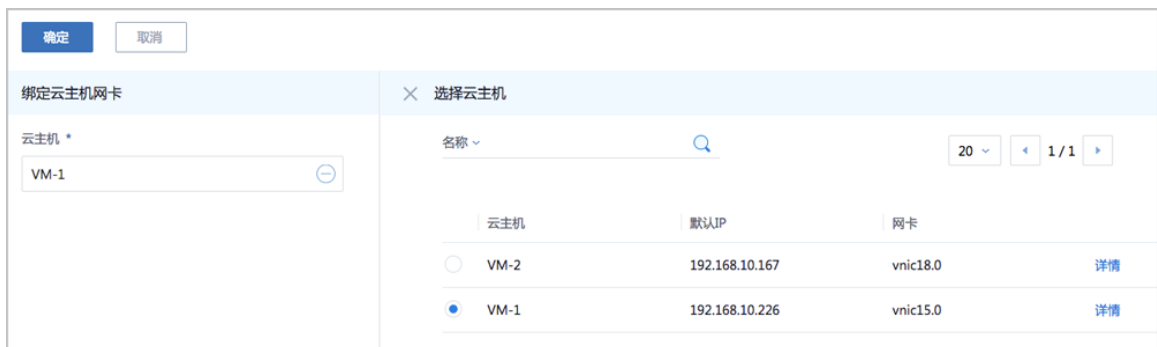 确定 取消
绑定云主机网卡 选择云主机
云主机 * 名称
VM-1 20 1 / 1
云主机 默认IP 网卡
VM-2 192.168.10.167 vnic18.0 详情
VM-1 192.168.10.226 vnic15.0 详情